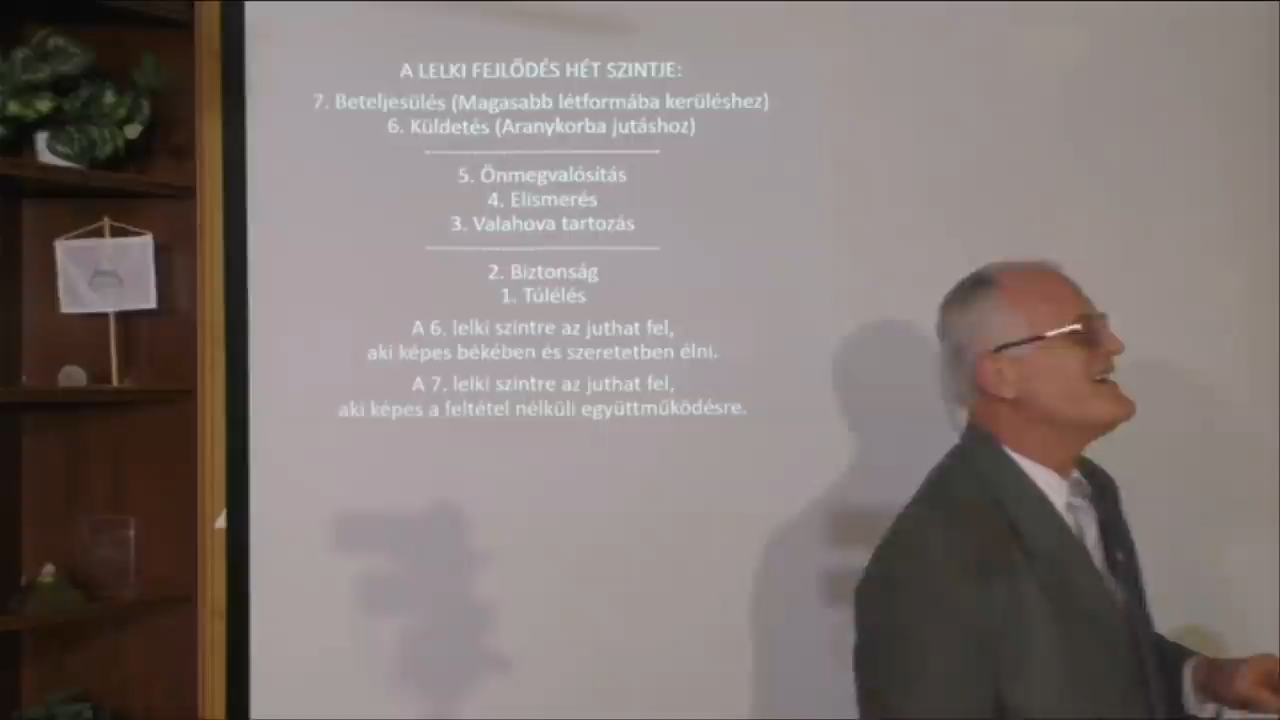 A LELKI FEJLŐDÉS HÉT SZINTJE:
7. Beteljesülés (Magasabb létformába kerüléshez)
6. Küldetés (Aranykorba jutáshoz)
5. Önmegvalósítás
4. Elismerés
3. Valahova tartozás
2. Biztonság
1. Túlélés
A 6. lelki szintre az juthat fel,
aki képes békében és szeretetben élni.
A 7. lelki szintre az juthat fel,
aki képes a feltétel nélküli együttműködésre.